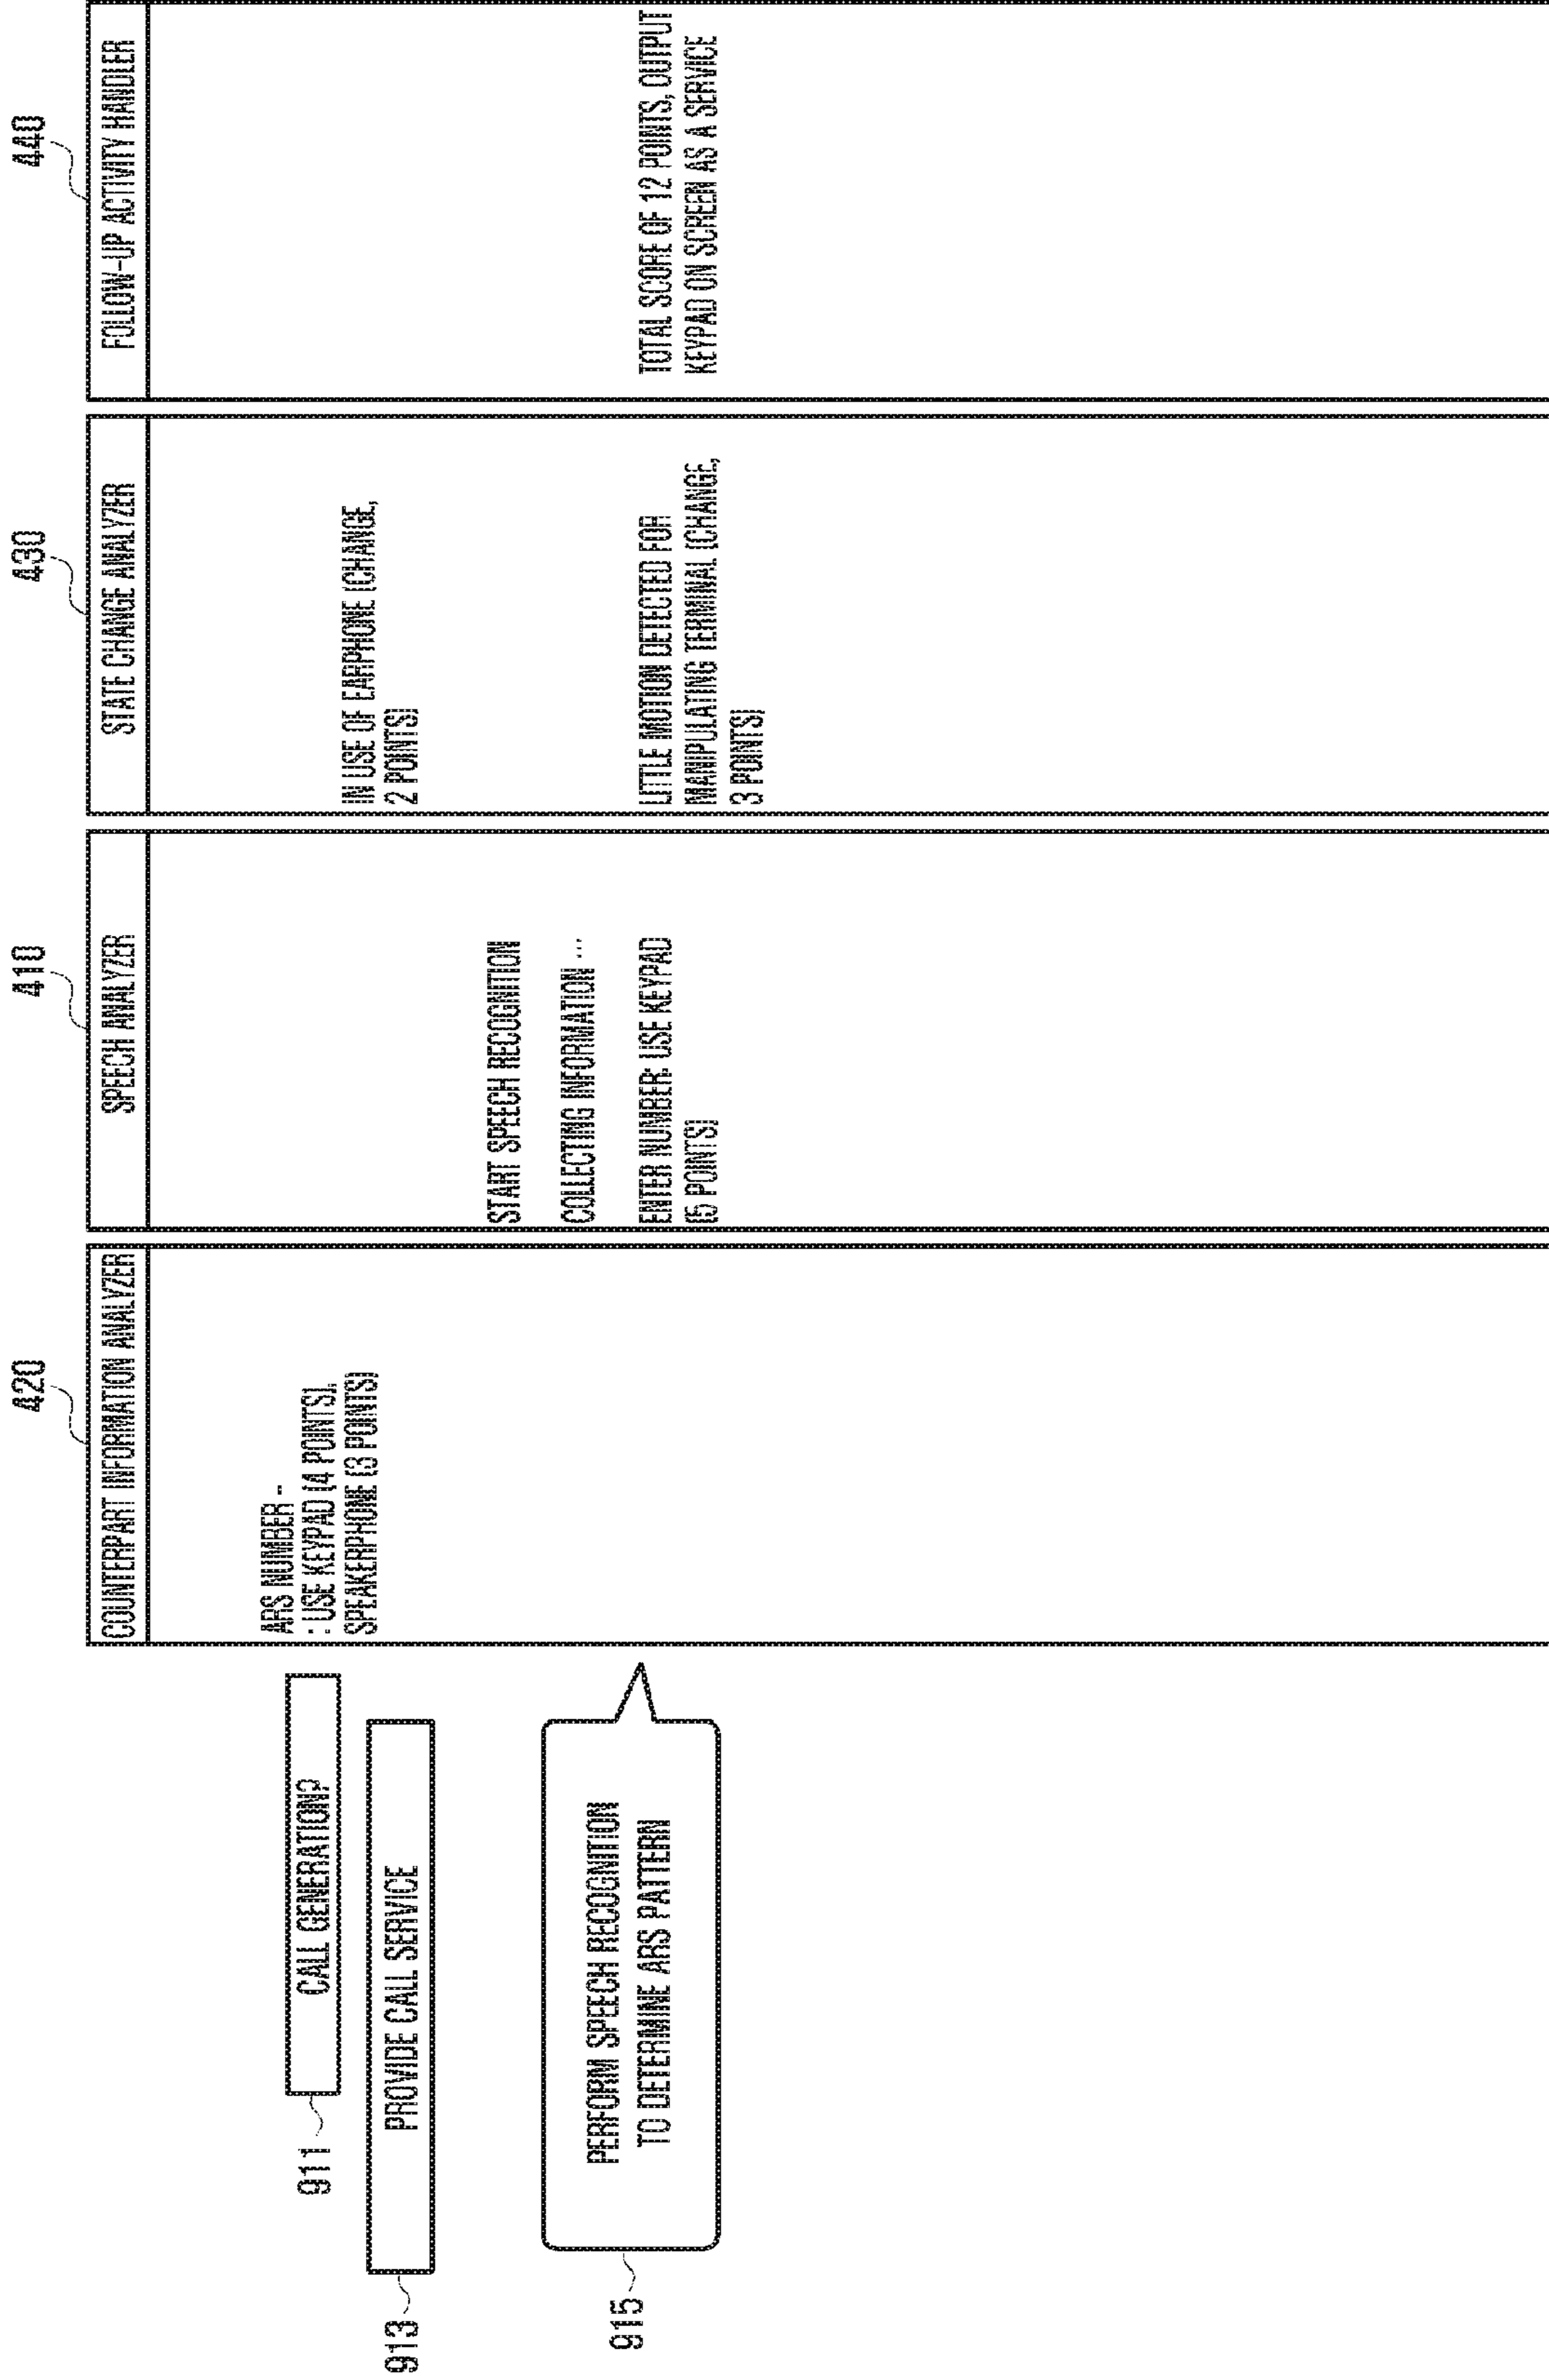 420
COUNTERPART INFORMATION ANALYZER
410
SPEECH ANALYZER
430
STATE CHANGE ANALYZER
440
FOLLOW-UP ACTIVITY HANDLER
911
CALL GENERATION?
ARS NUMBER -
: USE KEYPAD (4 POINTS),
SPEAKERPHONE (3 POINTS)
IN USE OF EARPHONE (CHANGE,
2 POINTS)
913
PROVIDE CALL SERVICE
START SPEECH RECOGNITION
COLLECTING INFORMATION ...
915
PERFORM SPEECH RECOGNITION
TO DETERMINE ARS PATTERN
ENTER NUMBER: USE KEYPAD
(5 POINTS)
LITTLE MOTION DETECTED FOR
MANIPULATING TERMINAL (CHANGE,
3 POINTS)
TOTAL SCORE OF 12 POINTS, OUTPUT
KEYPAD ON SCREEN AS A SERVICE